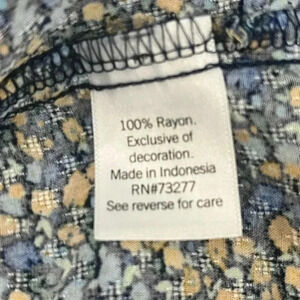 100% Rayon.
Exclusive of
decoration.
Made in Indonesia
RN#73277
See reverse for care